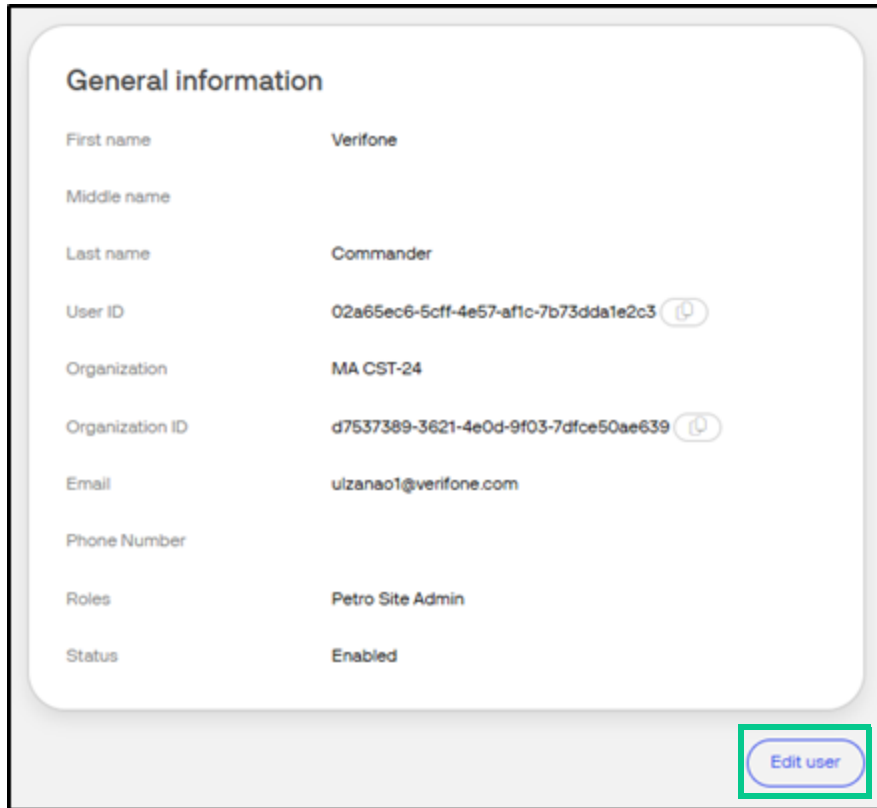 General information
First name Verifone
Middle name
Last name Commander
User ID 02a65ec6-5cff-4e57-af1c-7b73dda1e2c3
Organization MA CST-24
Organization ID d7537389-3621-4e0d-9f03-7dfce50ae639
Email ulzanao1@verifone.com
Phone Number
Roles Petro Site Admin
Status Enabled
Edit user